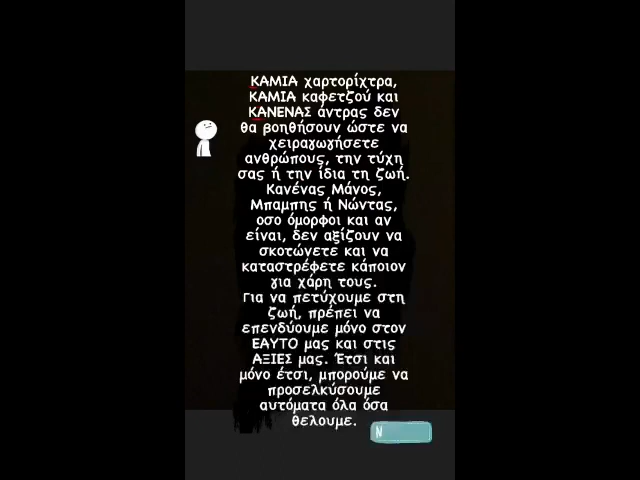 ΚΑΜΙΑ χαρτορίχτρα,
ΚΑΜΙΑ καφετζού και
ΚΑΝΕΝΑΣ άντρας δεν
θα βοηθήσουν ώστε να
χειραγωγήσετε
ανθρώπους, την τύχη
σας ή την ίδια τη ζωή.
Κανένας Μάνος,
Μπαμπης ή Νώντας,
οσο όμορφοι και αν
είναι, δεν αξίζουν να
σκοτώνετε και να
καταστρέφετε κάποιον
για χάρη τους.
Για να πετύχουμε στη
ζωή, πρέπει να
επενδύουμε μόνο στον
ΕΑΥΤΟ μας και στις
ΑΞΙΕΣ μας. Έτσι και
μόνο έτσι, μπορούμε να
προσελκύσουμε
αυτόματα όλα όσα
θελουμε.
N